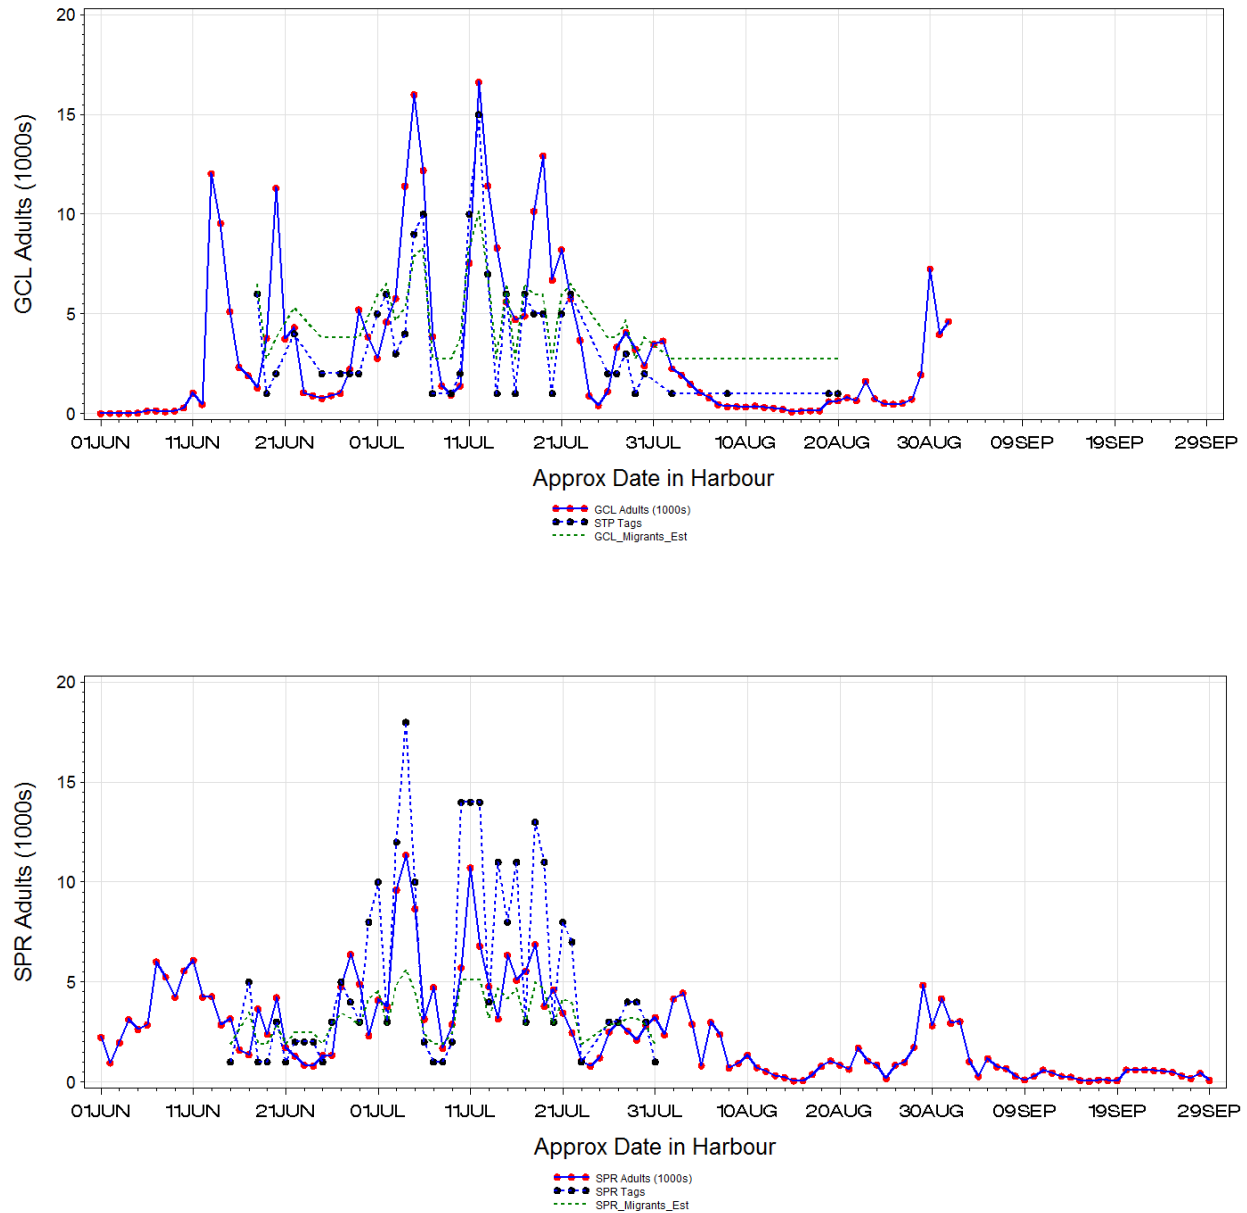 20
15
10
5
0
GCL Adults (1000s)
01JUN 11JUN 21JUN 01JUL 11JUL 21JUL 31JUL 10AUG 20AUG 30AUG 09SEP 19SEP 29SEP
Approx Date in Harbour
GCL Adults (1000s)
STP Tags
GCL_Migrants_Est
20
15
10
5
0
SPR Adults (1000s)
01JUN 11JUN 21JUN 01JUL 11JUL 21JUL 31JUL 10AUG 20AUG 30AUG 09SEP 19SEP 29SEP
Approx Date in Harbour
SPR Adults (1000s)
SPR Tags
SPR_Migrants_Est